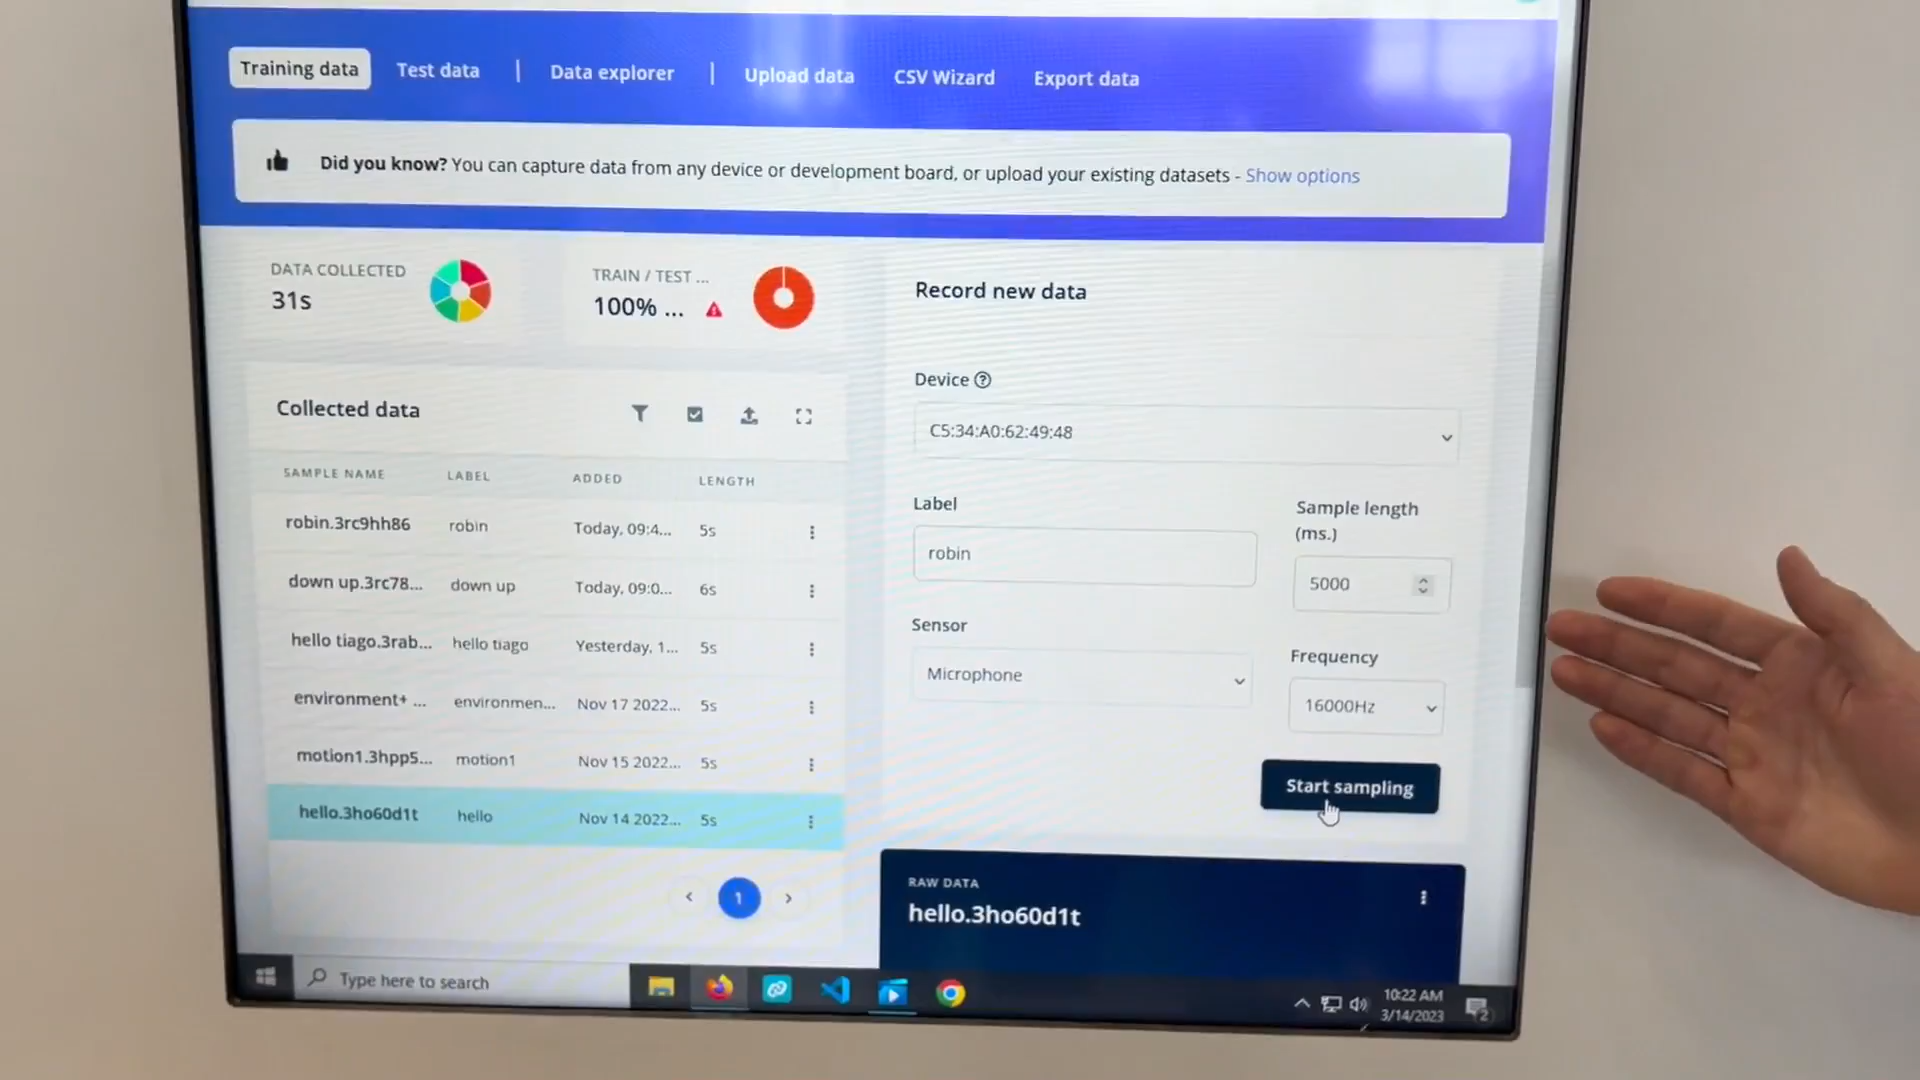 Training data
Test data
Data explorer
Upload data
CSV Wizard
Export data
Did you know? You can capture data from any device or development board, or upload your existing datasets - Show options
DATA COLLECTED
31s
TRAIN / TEST ...
100% ...
Record new data
Device
C5:34:A0:62:49:48
Collected data
SAMPLE NAME LABEL ADDED LENGTH
robin.3rc9hh86 robin Today, 09:4... 5s
down up.3rc78... down up Today, 09:0... 6s
hello tiago.3rab... hello tiago Yesterday, 1... 5s
environment+ ... environmen... Nov 17 2022... 5s
motion1.3hpp5... motion1 Nov 15 2022... 5s
hello.3ho60d1t hello Nov 14 2022... 5s
1
Label
robin
Sample length
(ms.)
5000
Sensor
Microphone
Frequency
16000Hz
Start sampling
RAW DATA
hello.3ho60d1t
Type here to search
10:22 AM
3/14/2023
2